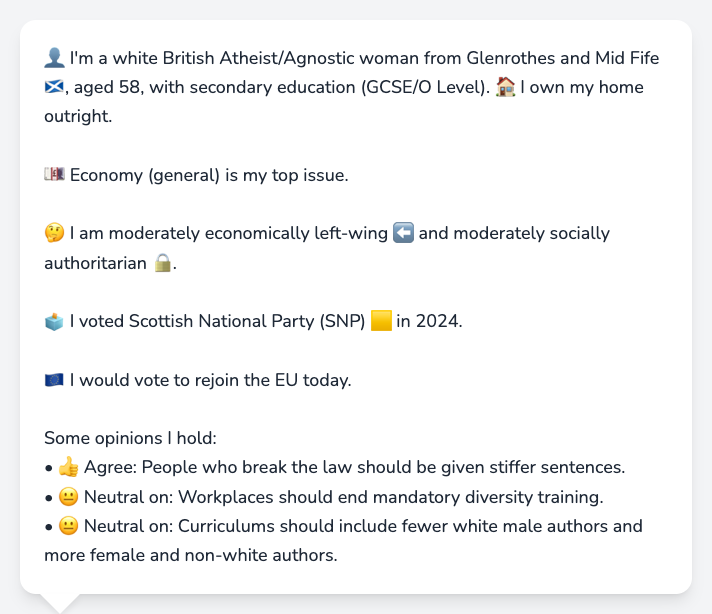 👤 I'm a white British Atheist/Agnostic woman from Glenrothes and Mid Fife
🏴󠁧󠁢󠁳󠁣󠁴󠁿, aged 58, with secondary education (GCSE/O Level). 🏠 I own my home
outright.
💷 Economy (general) is my top issue.
🤔 I am moderately economically left-wing ⬅️ and moderately socially
authoritarian 🔒.
🗳️ I voted Scottish National Party (SNP) 🟨 in 2024.
🇪🇺 I would vote to rejoin the EU today.
Some opinions I hold:
• 👍 Agree: People who break the law should be given stiffer sentences.
• 😐 Neutral on: Workplaces should end mandatory diversity training.
• 😐 Neutral on: Curriculums should include fewer white male authors and
more female and non-white authors.